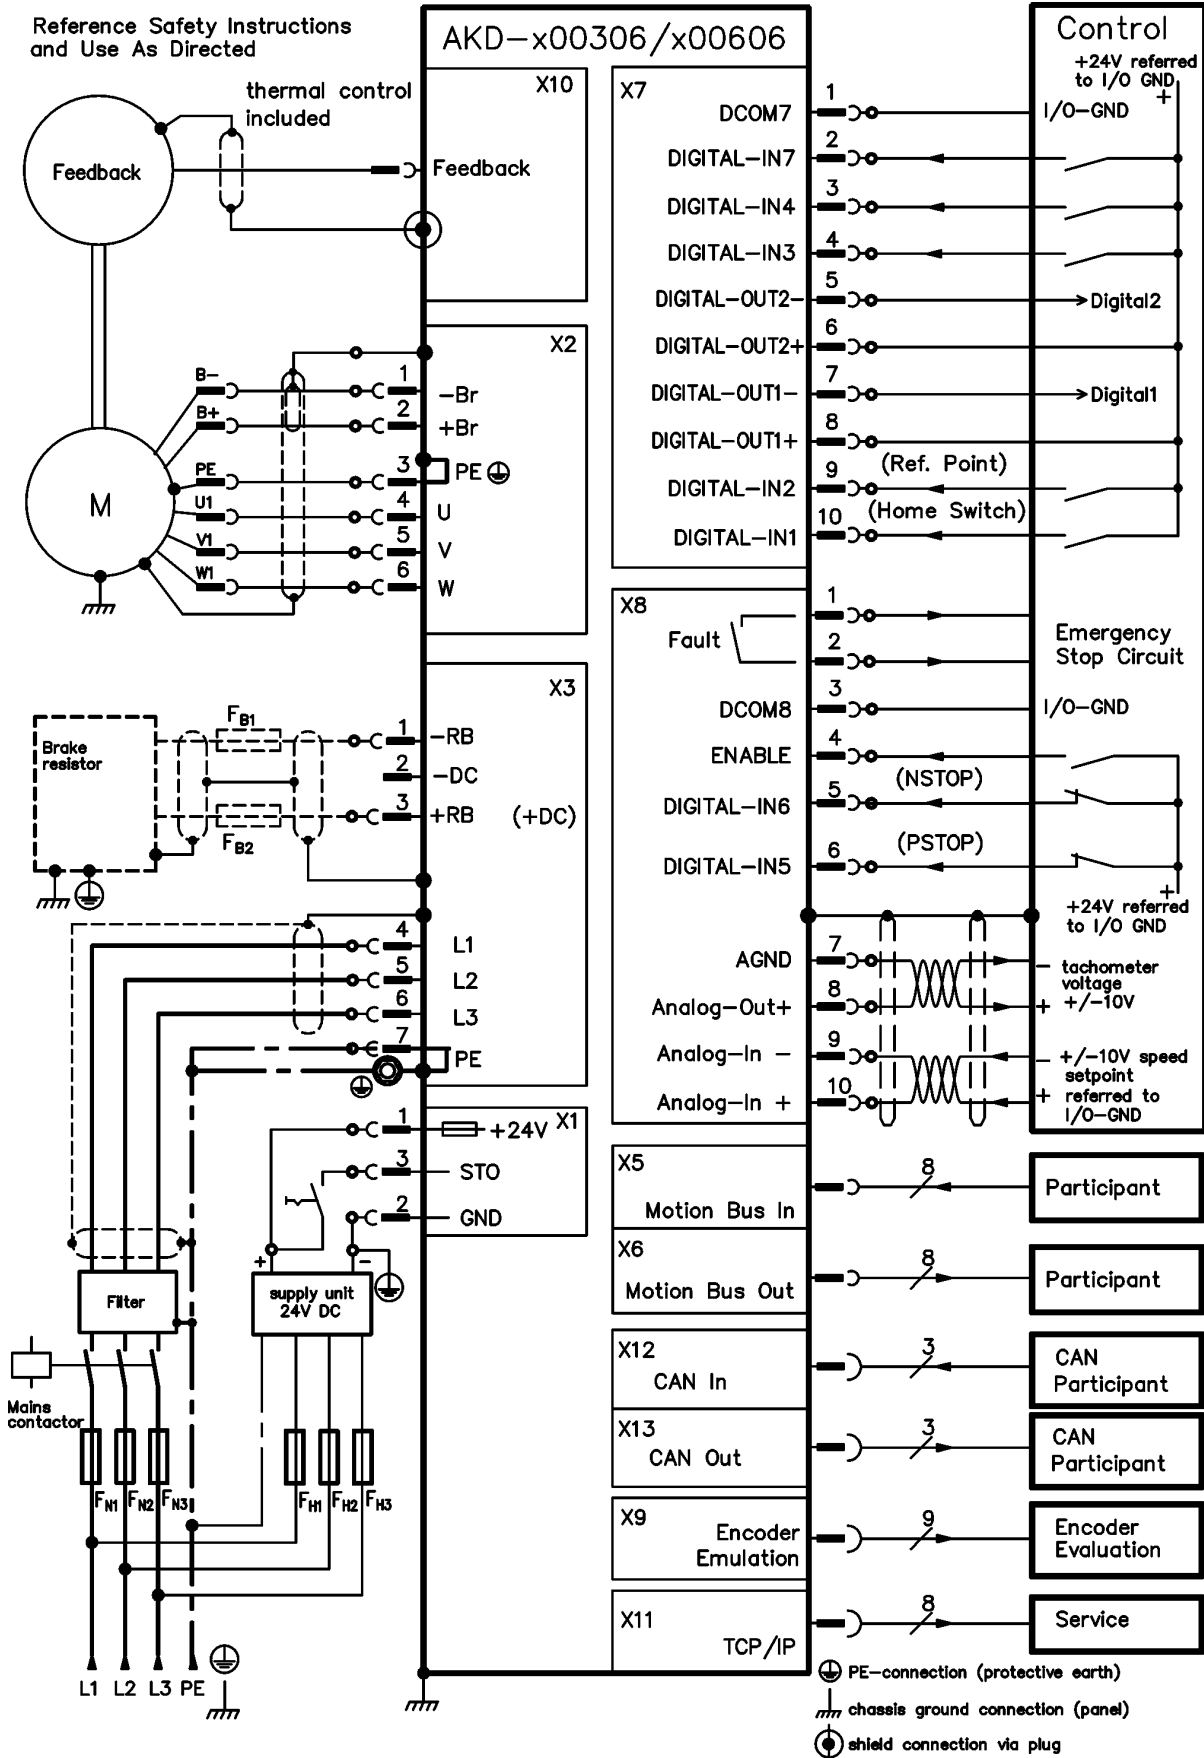 Reference Safety Instructions
and Use As Directed
AKD-x00306/x00606
Control
+24V referred
to I/O GND
+
thermal control
included
Feedback
Feedback
X10
M
B-
B+
PE
U1
V1
W1
X2
1
-Br
2
+Br
3
PE
4
U
5
V
6
W
X3
Brake
resistor
FB1
FB2
1
-RB
2
-DC
3
+RB
(+DC)
4
L1
5
L2
6
L3
7
PE
X1
1
+24V
3
STO
2
GND
+
-
supply unit
24V DC
Filter
Mains
contactor
FN1
FN2
FN3
FH1
FH2
FH3
L1
L2
L3
PE
X7
DCOM7
1
I/O-GND
DIGITAL-IN7
2
DIGITAL-IN4
3
DIGITAL-IN3
4
DIGITAL-OUT2-
5
Digital2
DIGITAL-OUT2+
6
DIGITAL-OUT1-
7
Digital1
DIGITAL-OUT1+
8
(Ref. Point)
DIGITAL-IN2
9
(Home Switch)
DIGITAL-IN1
10
X8
Fault
1
2
Emergency
Stop Circuit
DCOM8
3
I/O-GND
ENABLE
4
(NSTOP)
DIGITAL-IN6
5
(PSTOP)
DIGITAL-IN5
6
+
+24V referred
to I/O GND
AGND
7
Analog-Out+
8
-
tachometer
voltage
+
+/-10V
Analog-In -
9
Analog-In +
10
-
+/-10V speed
setpoint
+
referred to
I/O-GND
X5
Motion Bus In
8
Participant
X6
Motion Bus Out
8
Participant
X12
CAN In
3
CAN
Participant
X13
CAN Out
3
CAN
Participant
X9
Encoder
Emulation
9
Encoder
Evaluation
X11
TCP/IP
8
Service
PE-connection (protective earth)
chassis ground connection (panel)
shield connection via plug